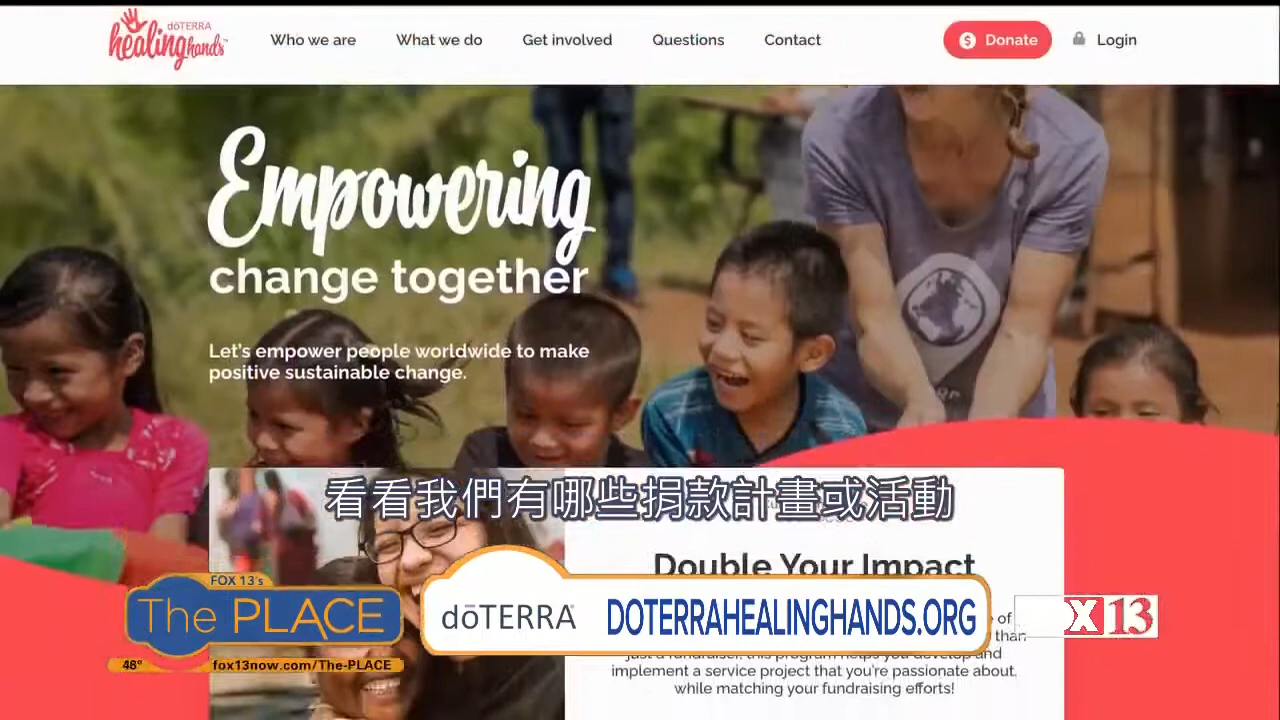 dōTERRA
healing hands™
Who we are
What we do
Get involved
Questions
Contact
Donate
Login
Empowering
change together
Let's empower people worldwide to make
positive sustainable change.
看看我們有哪些捐款計畫或活動
Double Your Impact
of
than
just a fundraiser, this program helps you develop and
implement a service project that you're passionate about,
while matching your fundraising efforts!
FOX 13's
The PLACE
48°
fox13now.com/The-PLACE
dōTERRA®
DOTERRAHEALINGHANDS.ORG
X 13